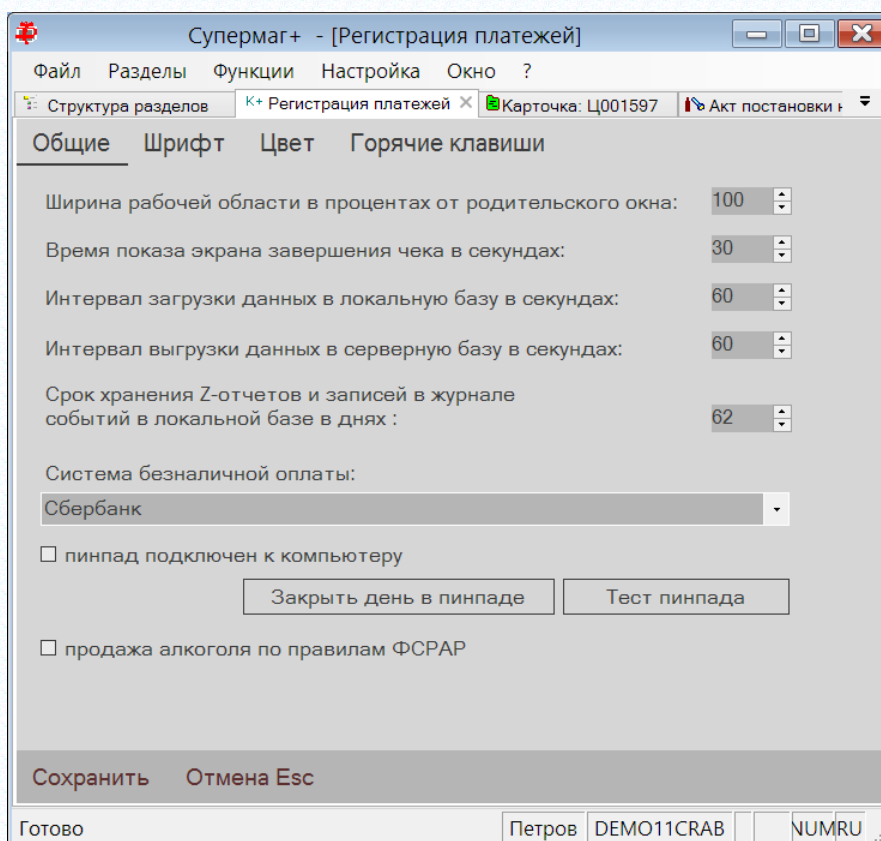 Супермаг+ - [Регистрация платежей]
Файл Разделы Функции Настройка Окно ?
Структура разделов K+ Регистрация платежей Карточка: Ц001597 Акт постановки н
Общие Шрифт Цвет Горячие клавиши
Ширина рабочей области в процентах от родительского окна: 100
Время показа экрана завершения чека в секундах: 30
Интервал загрузки данных в локальную базу в секундах: 60
Интервал выгрузки данных в серверную базу в секундах: 60
Срок хранения Z-отчетов и записей в журнале
событий в локальной базе в днях : 62
Система безналичной оплаты:
Сбербанк
пинпад подключен к компьютеру
Закрыть день в пинпаде Тест пинпада
продажа алкоголя по правилам ФСРАР
Сохранить Отмена Esc
Готово Петров DEMO11CRAB NUM RU